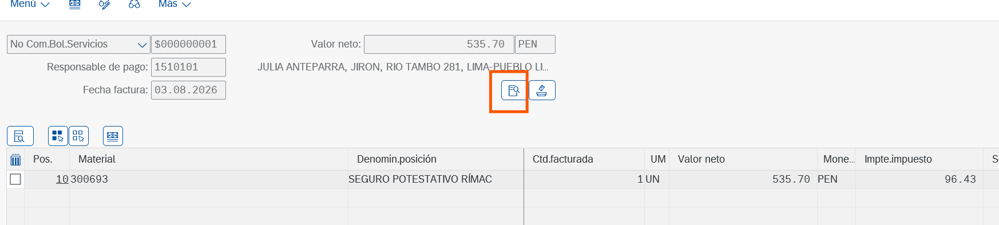 Menú Más
No Com.Bol.Servicios $000000001 Valor neto: 535.70 PEN
Responsable de pago: 1510101 JULIA ANTEPARRA, JIRON, RIO TAMBO 281, LIMA-PUEBLO LI...
Fecha factura: 03.08.2026
Pos. Material Denomin.posición Ctd.facturada UM Valor neto Mone... Impte.impuesto
10 300693 SEGURO POTESTATIVO RÍMAC 1 UN 535.70 PEN 96.43